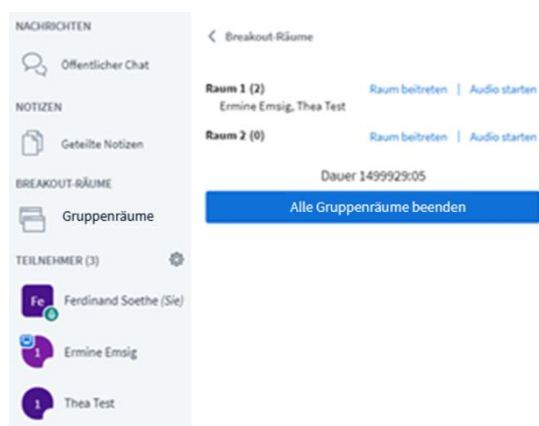 NACHRICHTEN
Öffentlicher Chat
NOTIZEN
Geteilte Notizen
BREAKOUT-RÄUME
Gruppenräume
TEILNEHMER (3)
Fe Ferdinand Soethe (Sie)
1 Ermine Emsig
1 Thea Test
Breakout-Räume
Raum 1 (2) Raum beitreten | Audio starten
Ermine Emsig, Thea Test
Raum 2 (0) Raum beitreten | Audio starten
Dauer 1499929:05
Alle Gruppenräume beenden